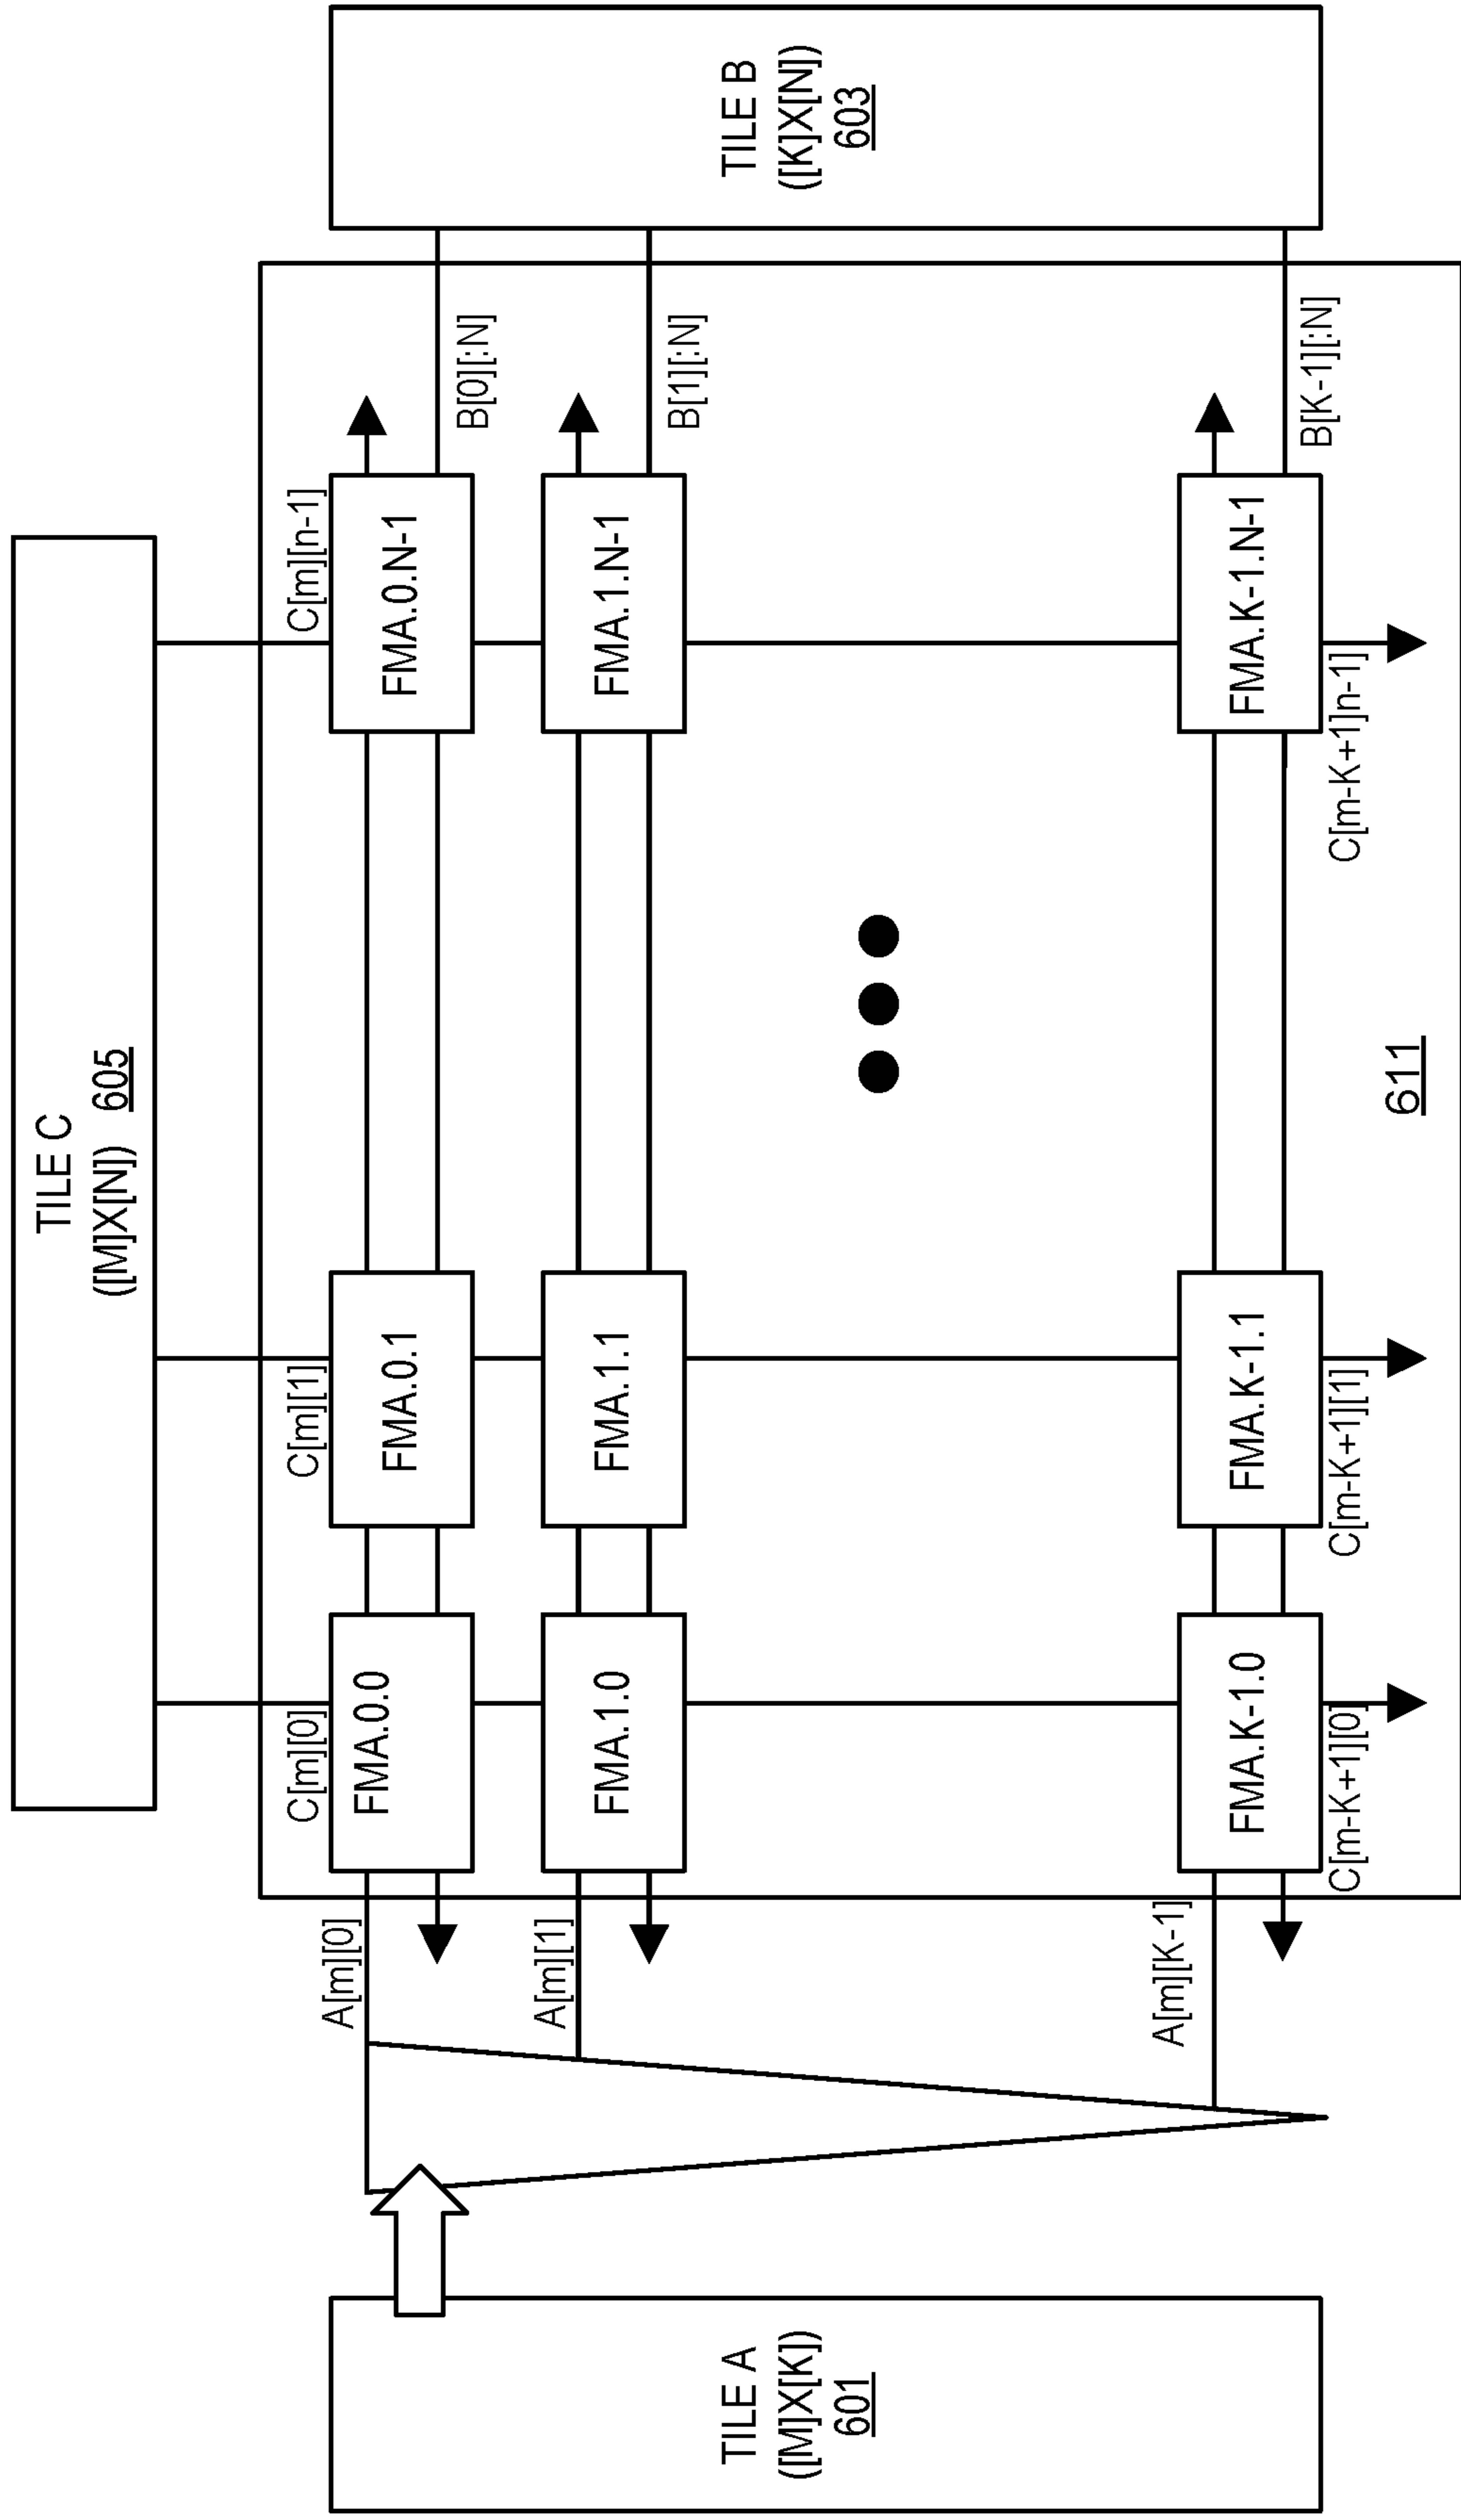 TILE C
([M]X[N]) 605
TILE A
([M]X[K])
601
TILE B
([K]X[N])
603
C[m][0]
C[m][1]
C[m][n-1]
A[m][0]
FMA.0.0
FMA.0.1
FMA.0.N-1
B[0][:N]
A[m][1]
FMA.1.0
FMA.1.1
FMA.1.N-1
B[1][:N]
A[m][K-1]
FMA.K-1.0
FMA.K-1.1
FMA.K-1.N-1
B[K-1][:N]
C[m-K+1][0]
C[m-K+1][1]
C[m-K+1]n-1]
611